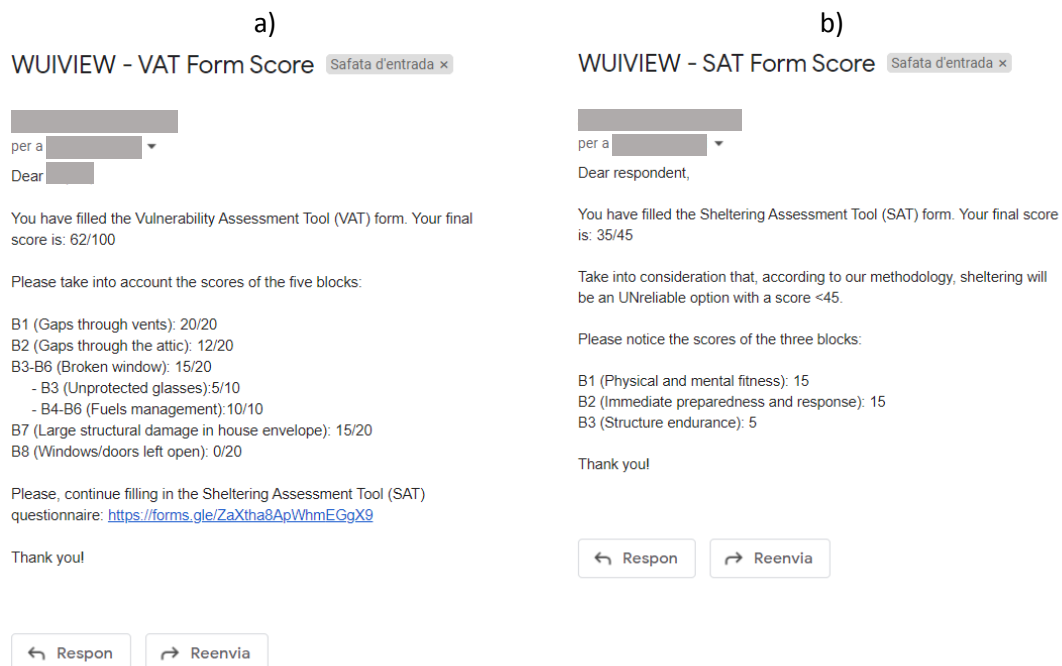 a)
WUIVIEW - VAT Form Score Safata d'entrada ×
per a
Dear
You have filled the Vulnerability Assessment Tool (VAT) form. Your final
score is: 62/100
Please take into account the scores of the five blocks:
B1 (Gaps through vents): 20/20
B2 (Gaps through the attic): 12/20
B3-B6 (Broken window): 15/20
- B3 (Unprotected glasses):5/10
- B4-B6 (Fuels management):10/10
B7 (Large structural damage in house envelope): 15/20
B8 (Windows/doors left open): 0/20
Please, continue filling in the Sheltering Assessment Tool (SAT)
questionnaire: https://forms.gle/ZaXtha8ApWhmEGgX9
Thank you!
Respon Reenvia
b)
WUIVIEW - SAT Form Score Safata d'entrada ×
per a
Dear respondent,
You have filled the Sheltering Assessment Tool (SAT) form. Your final score
is: 35/45
Take into consideration that, according to our methodology, sheltering will
be an UNreliable option with a score <45.
Please notice the scores of the three blocks:
B1 (Physical and mental fitness): 15
B2 (Immediate preparedness and response): 15
B3 (Structure endurance): 5
Thank you!
Respon Reenvia